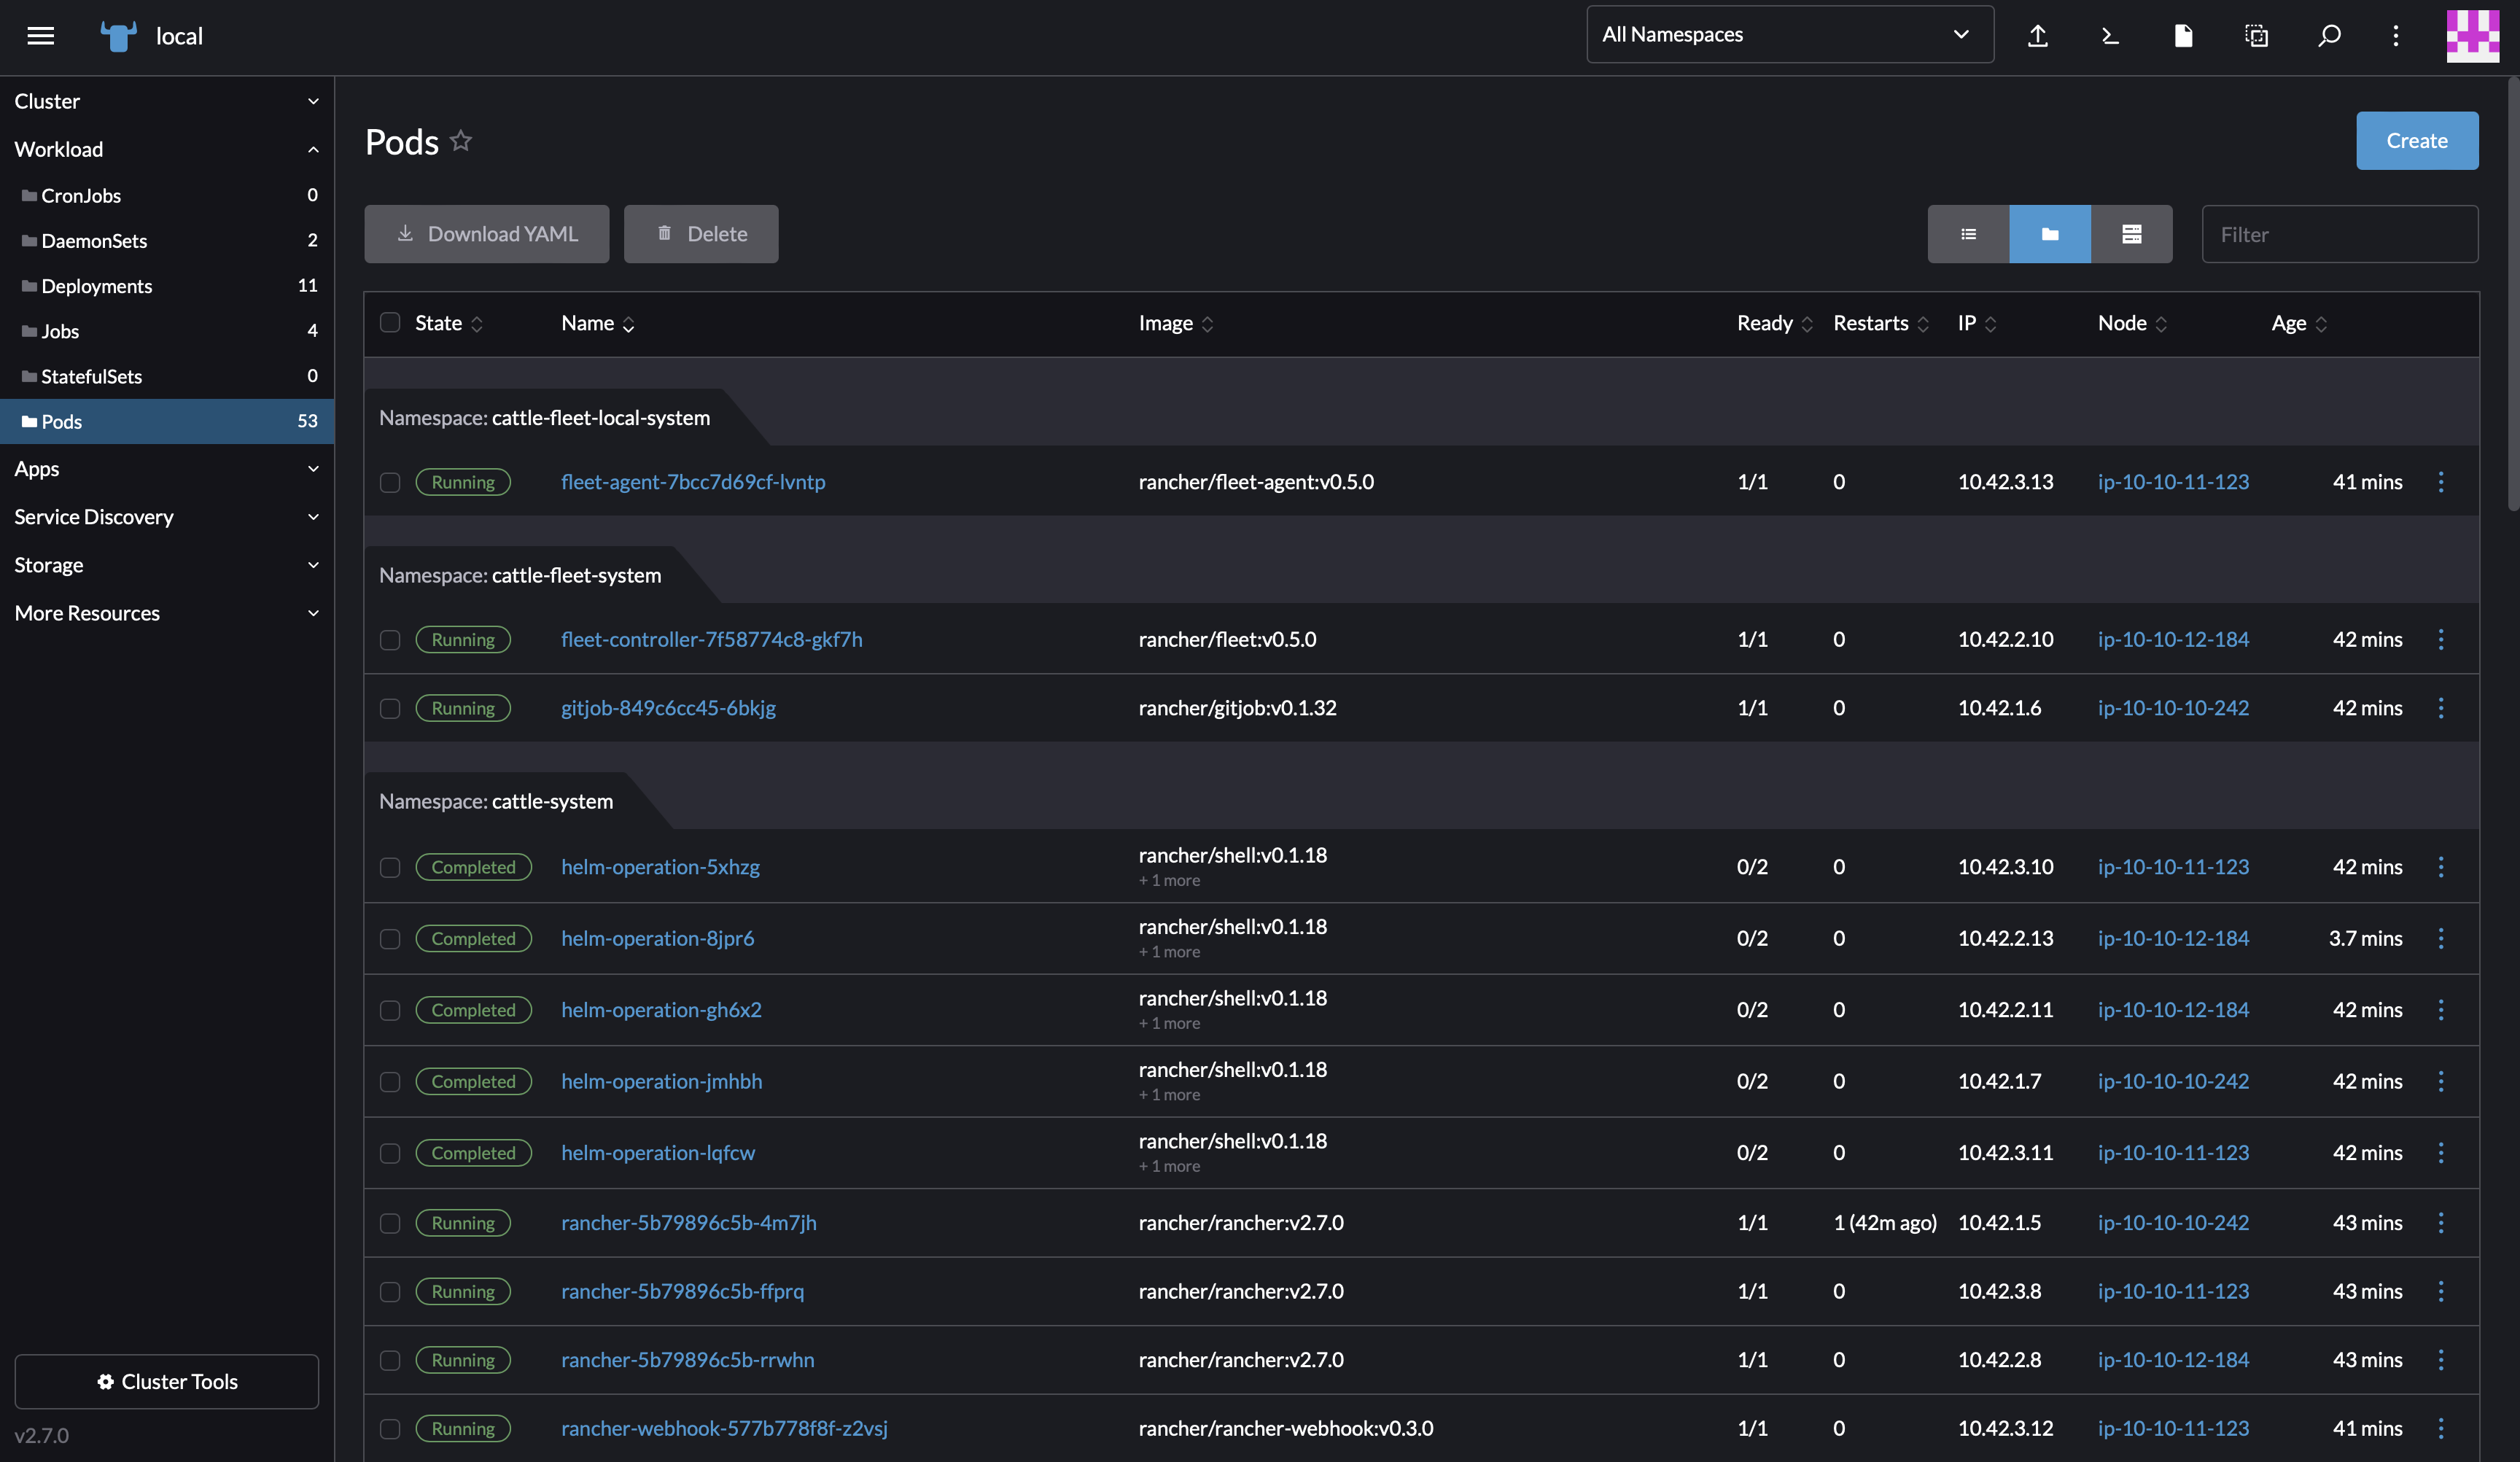 local
All Namespaces
Cluster
Workload
CronJobs 0
DaemonSets 2
Deployments 11
Jobs 4
StatefulSets 0
Pods 53
Apps
Service Discovery
Storage
More Resources
Cluster Tools
v2.7.0
Pods
Create
Download YAML
Delete
Filter
State Name Image Ready Restarts IP Node Age
Namespace: cattle-fleet-local-system
Running fleet-agent-7bcc7d69cf-lvntp rancher/fleet-agent:v0.5.0 1/1 0 10.42.3.13 ip-10-10-11-123 41 mins
Namespace: cattle-fleet-system
Running fleet-controller-7f58774c8-gkf7h rancher/fleet:v0.5.0 1/1 0 10.42.2.10 ip-10-10-12-184 42 mins
Running gitjob-849c6cc45-6bkjg rancher/gitjob:v0.1.32 1/1 0 10.42.1.6 ip-10-10-10-242 42 mins
Namespace: cattle-system
Completed helm-operation-5xhzg rancher/shell:v0.1.18 0/2 0 10.42.3.10 ip-10-10-11-123 42 mins
+ 1 more
Completed helm-operation-8jpr6 rancher/shell:v0.1.18 0/2 0 10.42.2.13 ip-10-10-12-184 3.7 mins
+ 1 more
Completed helm-operation-gh6x2 rancher/shell:v0.1.18 0/2 0 10.42.2.11 ip-10-10-12-184 42 mins
+ 1 more
Completed helm-operation-jmhbh rancher/shell:v0.1.18 0/2 0 10.42.1.7 ip-10-10-10-242 42 mins
+ 1 more
Completed helm-operation-lqfcw rancher/shell:v0.1.18 0/2 0 10.42.3.11 ip-10-10-11-123 42 mins
+ 1 more
Running rancher-5b79896c5b-4m7jh rancher/rancher:v2.7.0 1/1 1 (42m ago) 10.42.1.5 ip-10-10-10-242 43 mins
Running rancher-5b79896c5b-ffprq rancher/rancher:v2.7.0 1/1 0 10.42.3.8 ip-10-10-11-123 43 mins
Running rancher-5b79896c5b-rrwhn rancher/rancher:v2.7.0 1/1 0 10.42.2.8 ip-10-10-12-184 43 mins
Running rancher-webhook-577b778f8f-z2vsj rancher/rancher-webhook:v0.3.0 1/1 0 10.42.3.12 ip-10-10-11-123 41 mins